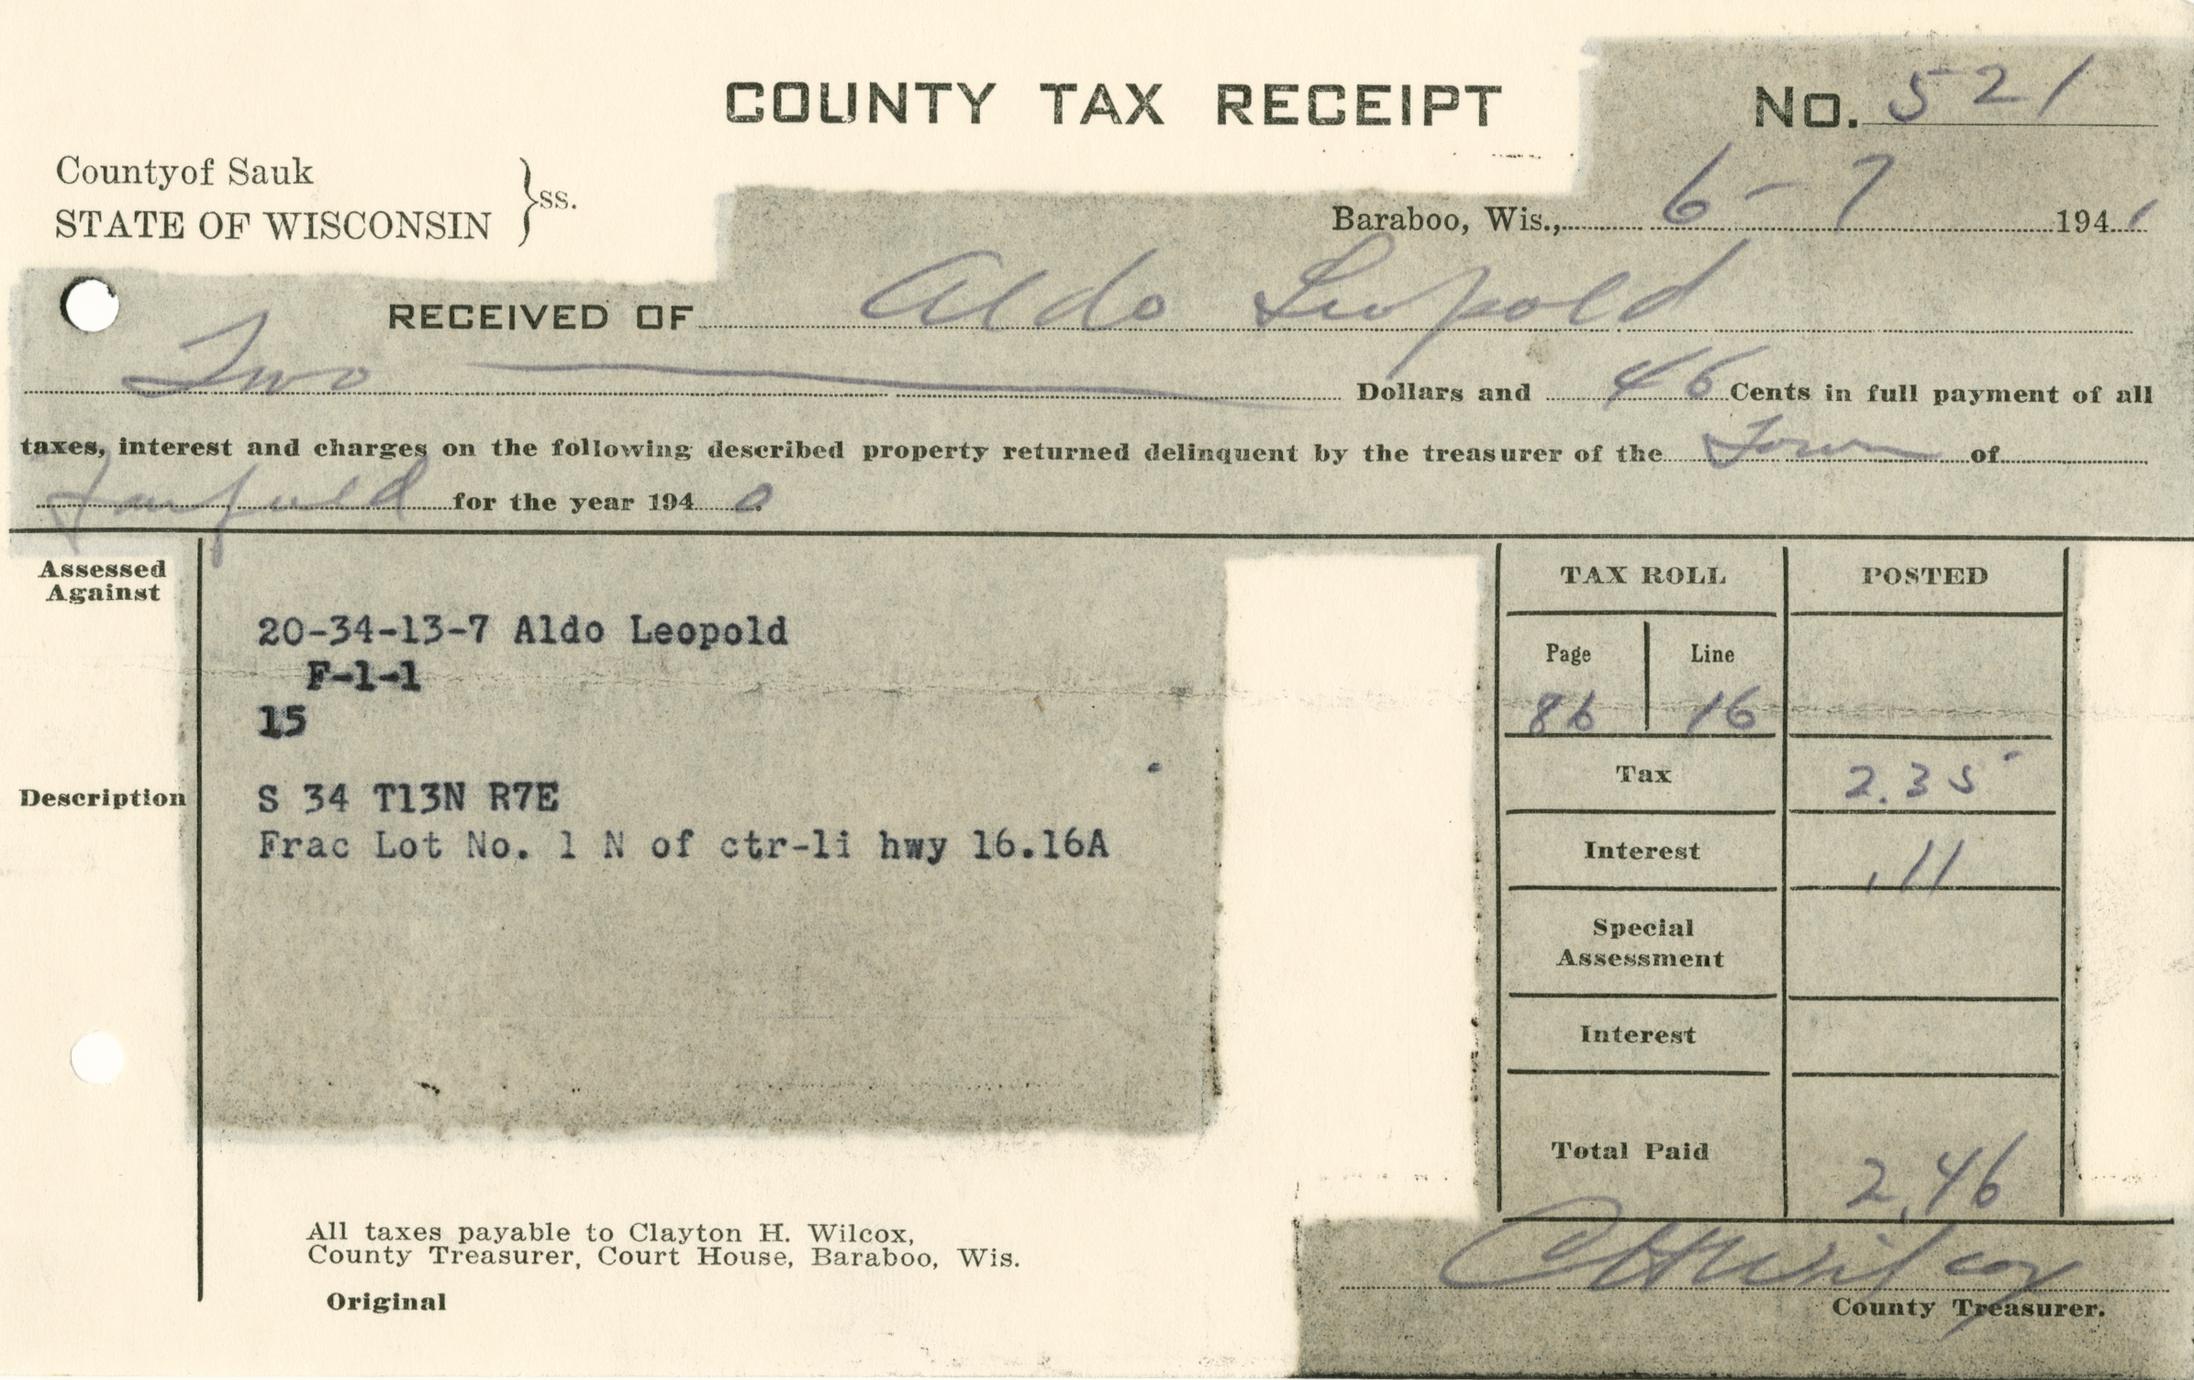 COUNTY TAX RECEIPT
NO. 521
Countyof Sauk
STATE OF WISCONSIN } ss.
Baraboo, Wis., 6-7 1941
RECEIVED OF Aldo Leopold
Two Dollars and 46 Cents in full payment of all
taxes, interest and charges on the following described property returned delinquent by the treasurer of the Town of
Fairfield for the year 1940
Assessed
Against
20-34-13-7 Aldo Leopold
F-1-1
15
Description
S 34 T13N R7E
Frac Lot No. 1 N of ctr-li hwy 16.16A
TAX ROLL POSTED
Page Line
86 16
Tax 2.35
Interest .11
Special
Assessment
Interest
Total Paid 2.46
All taxes payable to Clayton H. Wilcox,
County Treasurer, Court House, Baraboo, Wis.
Original
CH Wilcox
County Treasurer.